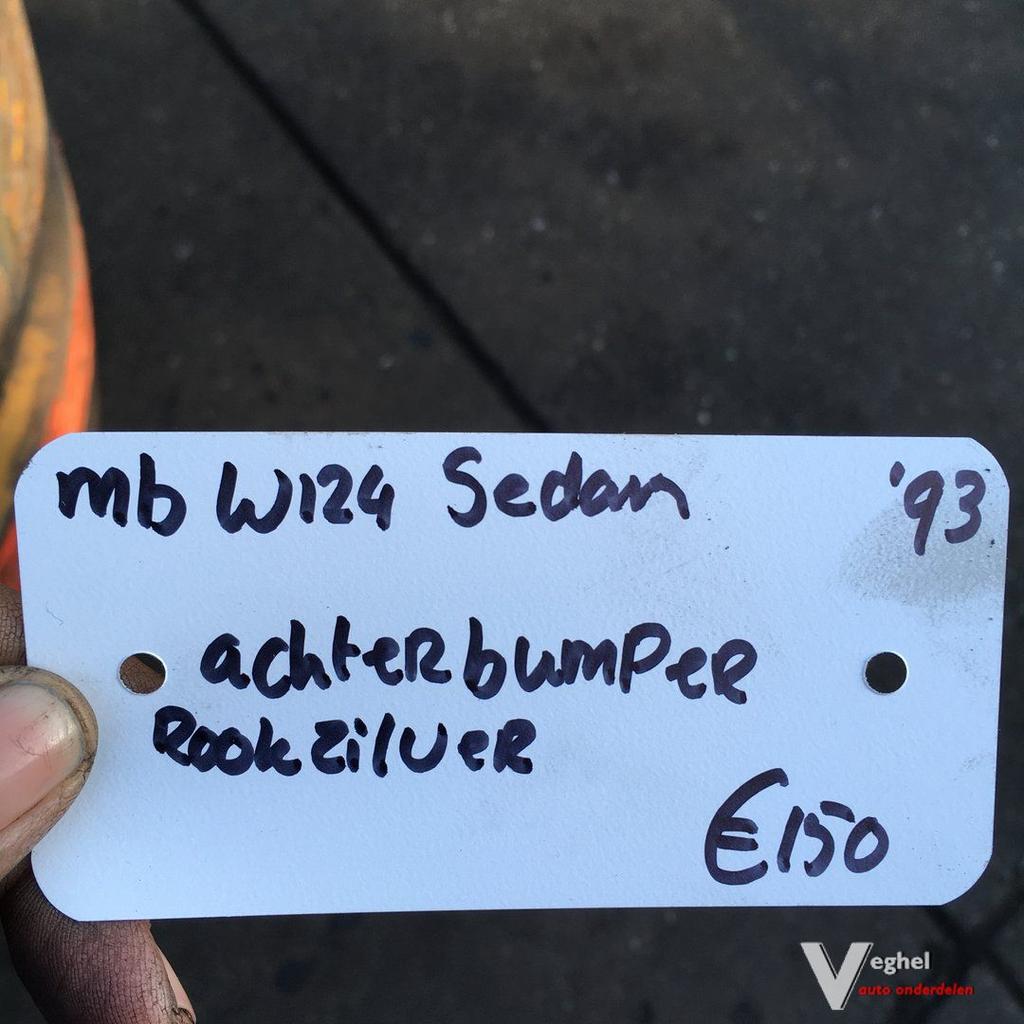 mb W124 Sedan '93
achterbumper
Rookzilver
€150
Veghel
auto onderdelen